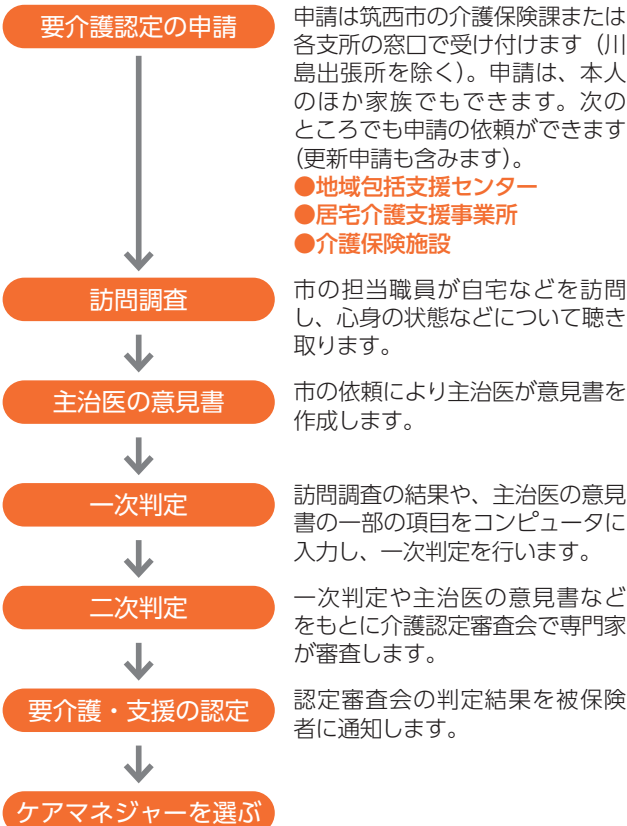 要介護認定の申請
申請は筑西市の介護保険課または
各支所の窓口で受け付けます（川
島出張所を除く）。申請は、本人
のほか家族でもできます。次の
ところでも申請の依頼ができます
（更新申請も含みます）。
●地域包括支援センター
●居宅介護支援事業所
●介護保険施設
訪問調査
市の担当職員が自宅などを訪問
し、心身の状態などについて聴き
取ります。
主治医の意見書
市の依頼により主治医が意見書を
作成します。
一次判定
訪問調査の結果や、主治医の意見
書の一部の項目をコンピュータに
入力し、一次判定を行います。
二次判定
一次判定や主治医の意見書など
をもとに介護認定審査会で専門家
が審査します。
要介護・支援の認定
認定審査会の判定結果を被保険
者に通知します。
ケアマネジャーを選ぶ